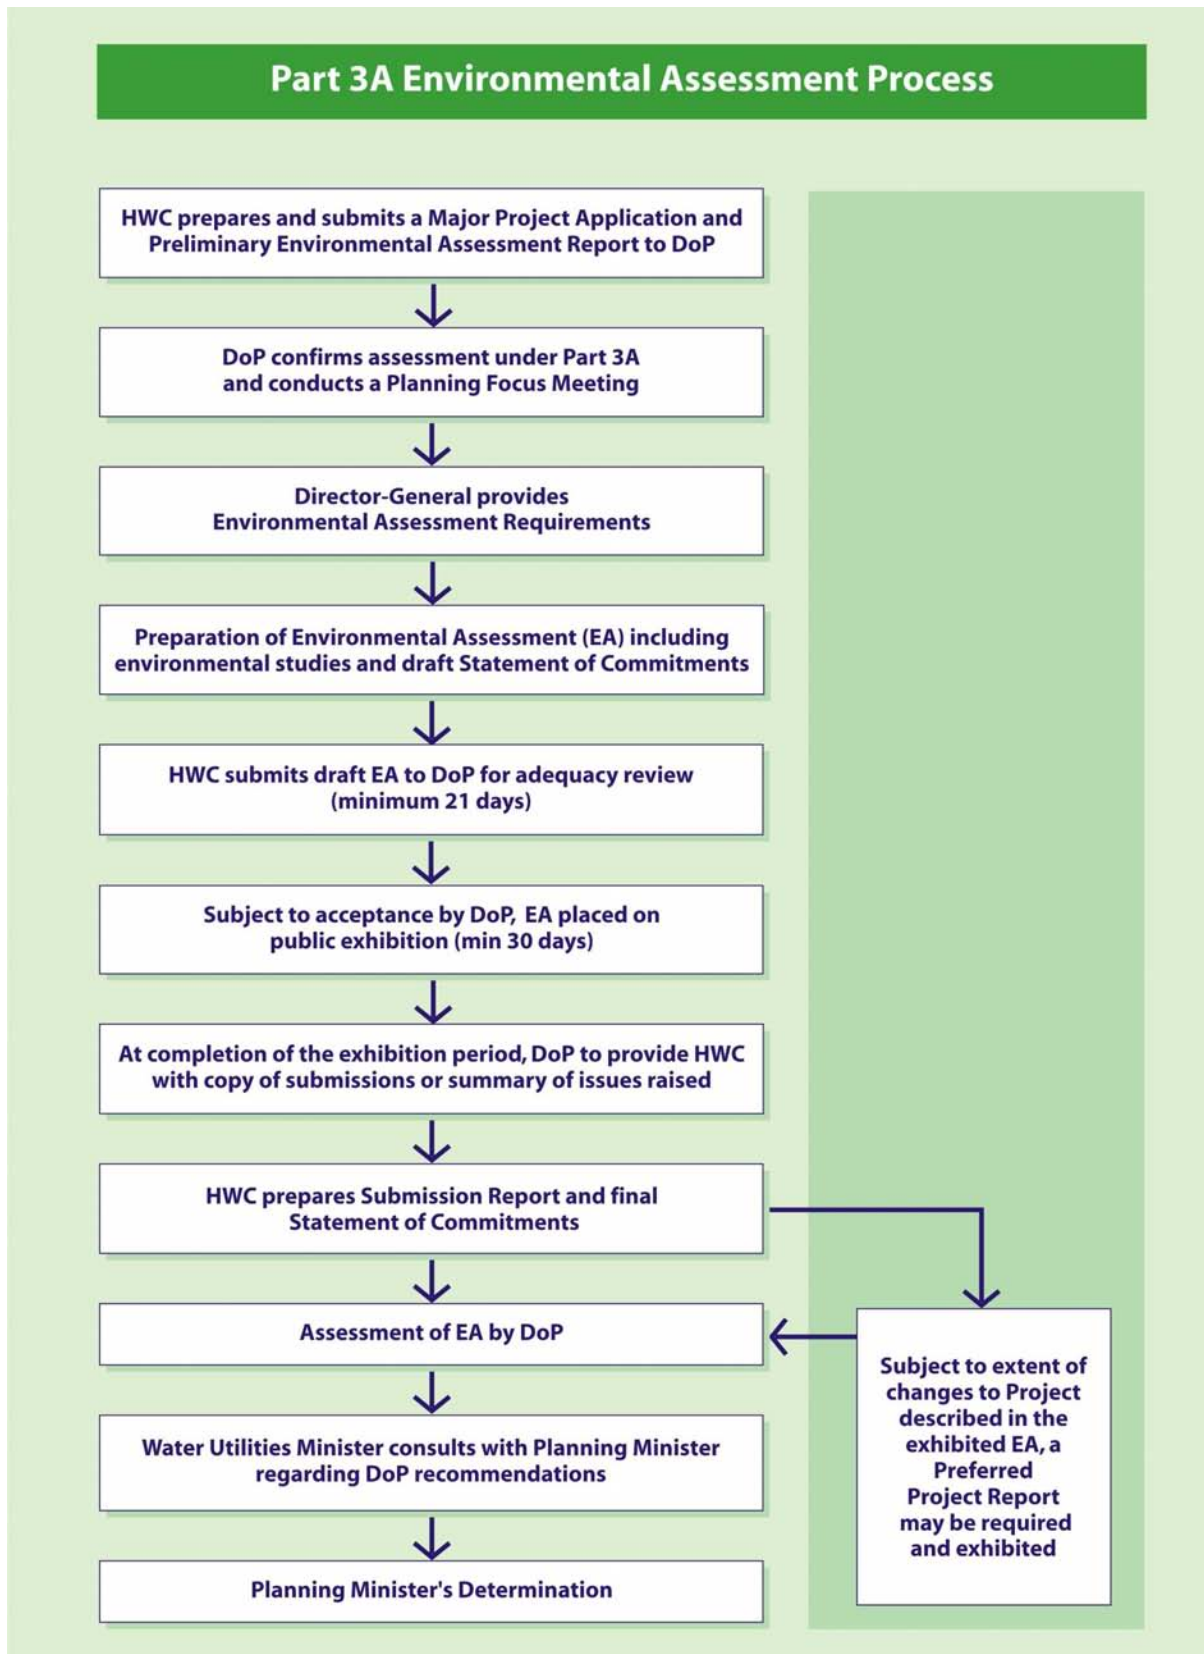 Part 3A Environmental Assessment Process
HWC prepares and submits a Major Project Application and
Preliminary Environmental Assessment Report to DoP
DoP confirms assessment under Part 3A
and conducts a Planning Focus Meeting
Director-General provides
Environmental Assessment Requirements
Preparation of Environmental Assessment (EA) including
environmental studies and draft Statement of Commitments
HWC submits draft EA to DoP for adequacy review
(minimum 21 days)
Subject to acceptance by DoP, EA placed on
public exhibition (min 30 days)
At completion of the exhibition period, DoP to provide HWC
with copy of submissions or summary of issues raised
HWC prepares Submission Report and final
Statement of Commitments
Assessment of EA by DoP
Subject to extent of
changes to Project
described in the
exhibited EA, a
Preferred
Project Report
may be required
and exhibited
Water Utilities Minister consults with Planning Minister
regarding DoP recommendations
Planning Minister's Determination